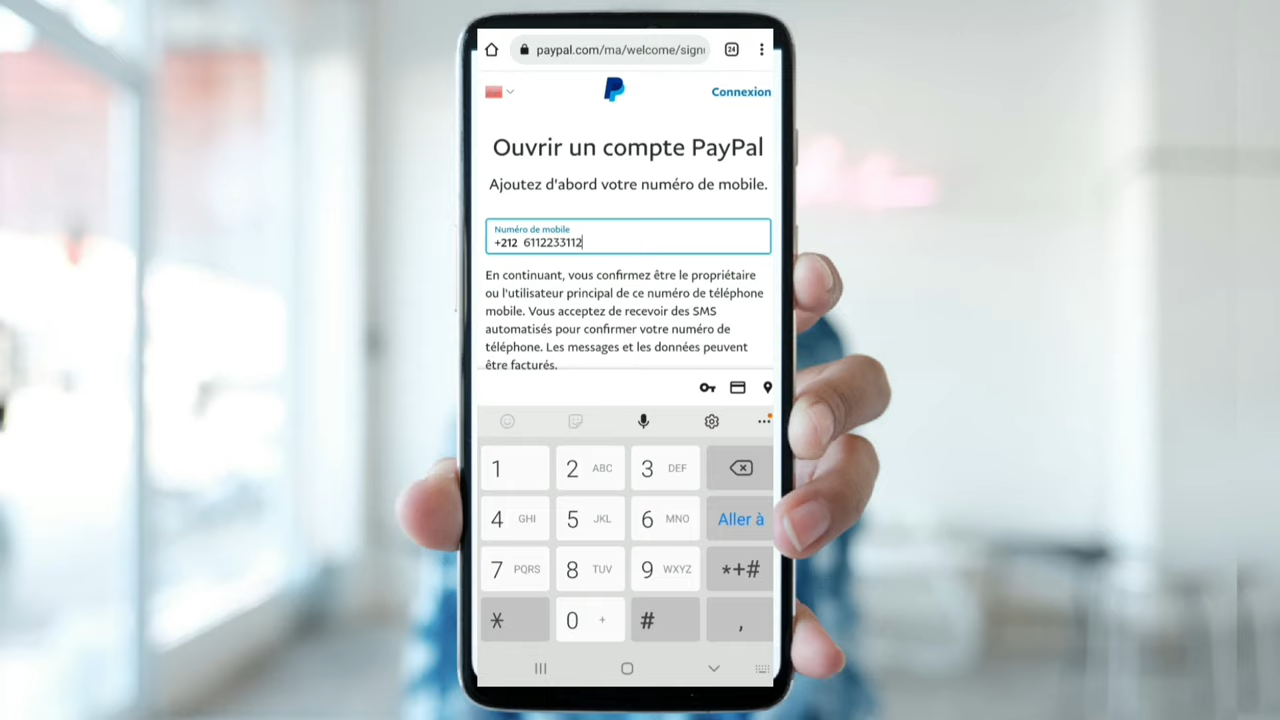 paypal.com/ma/welcome/sign
24
Connexion
Ouvrir un compte PayPal
Ajoutez d'abord votre numéro de mobile.
Numéro de mobile
+212 6112233112
En continuant, vous confirmez être le propriétaire
ou l'utilisateur principal de ce numéro de téléphone
mobile. Vous acceptez de recevoir des SMS
automatisés pour confirmer votre numéro de
téléphone. Les messages et les données peuvent
être facturés.
1 2 ABC 3 DEF
4 GHI 5 JKL 6 MNO Aller à
7 PQRS 8 TUV 9 WXYZ *+#
* 0 + # ,